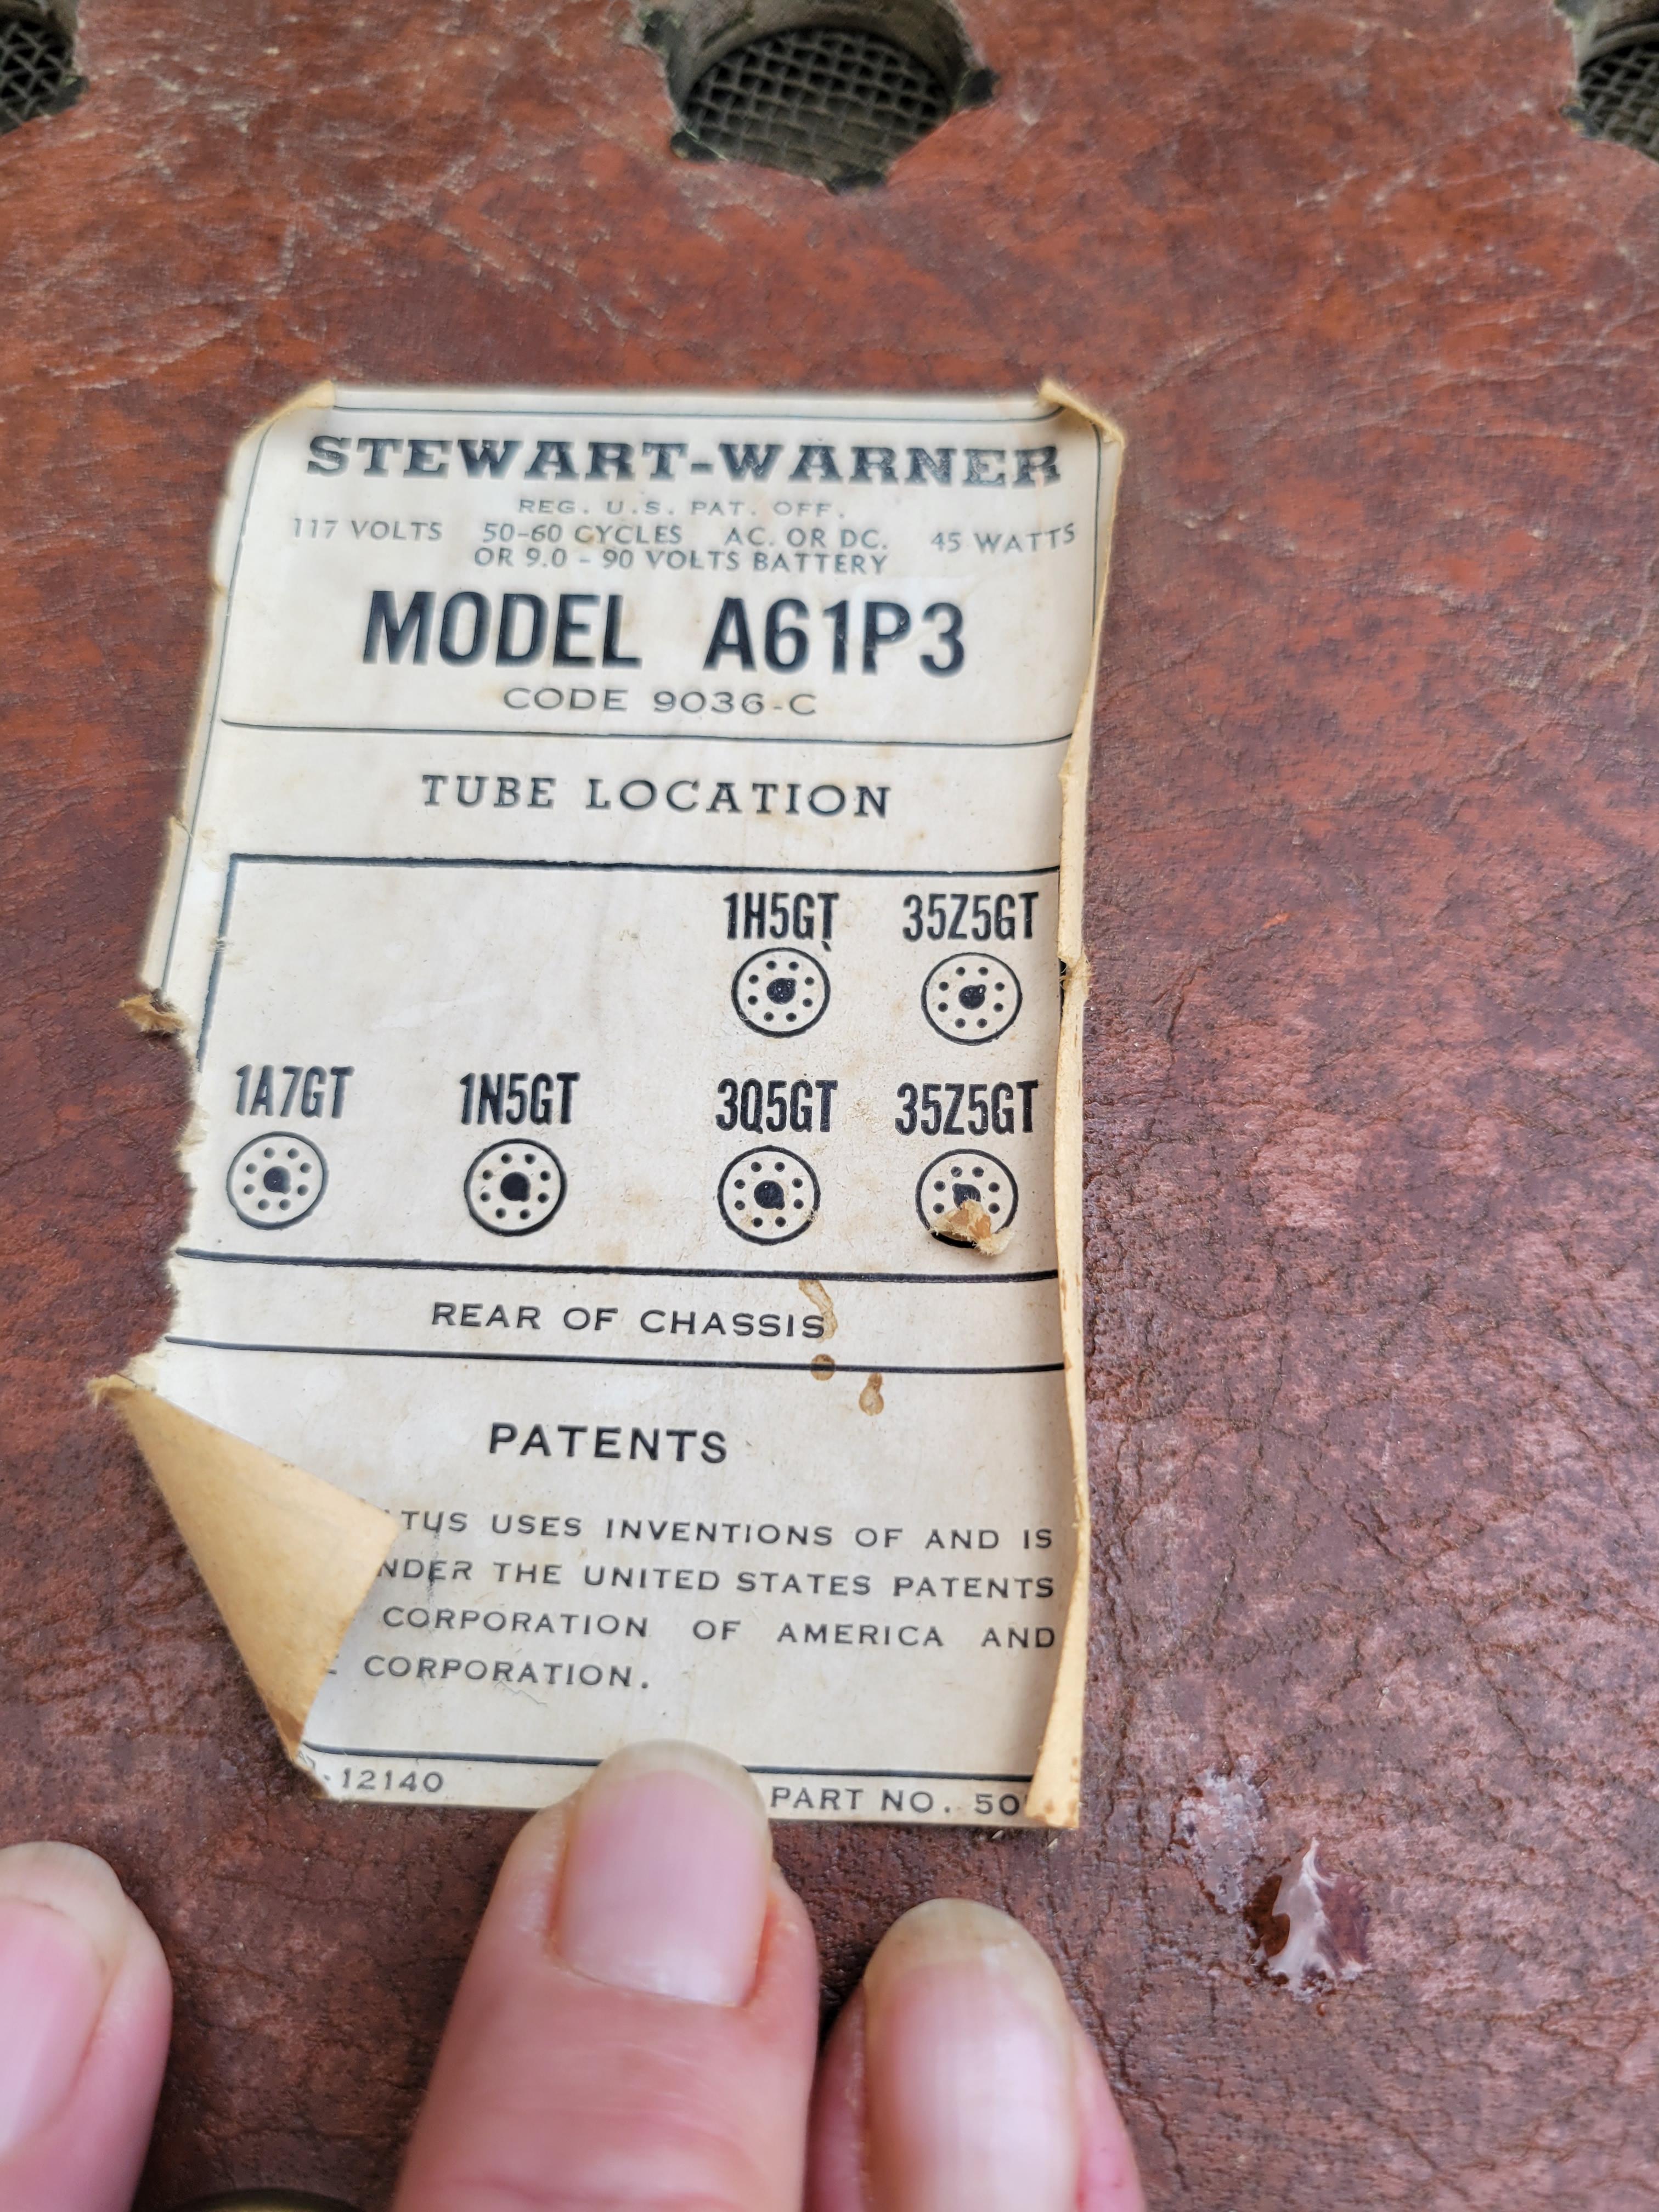 STEWART-WARNER
REG. U.S. PAT. OFF.
117 VOLTS 50-60 CYCLES AC. OR DC. 45 WATTS
OR 9.0 - 90 VOLTS BATTERY
MODEL A61P3
CODE 9036-C
TUBE LOCATION
1H5GT 35Z5GT
1A7GT 1N5GT 3Q5GT 35Z5GT
REAR OF CHASSIS
PATENTS
USES INVENTIONS OF AND IS
THE UNITED STATES PATENTS
CORPORATION OF AMERICA AND
CORPORATION.
12140 PART NO. 50